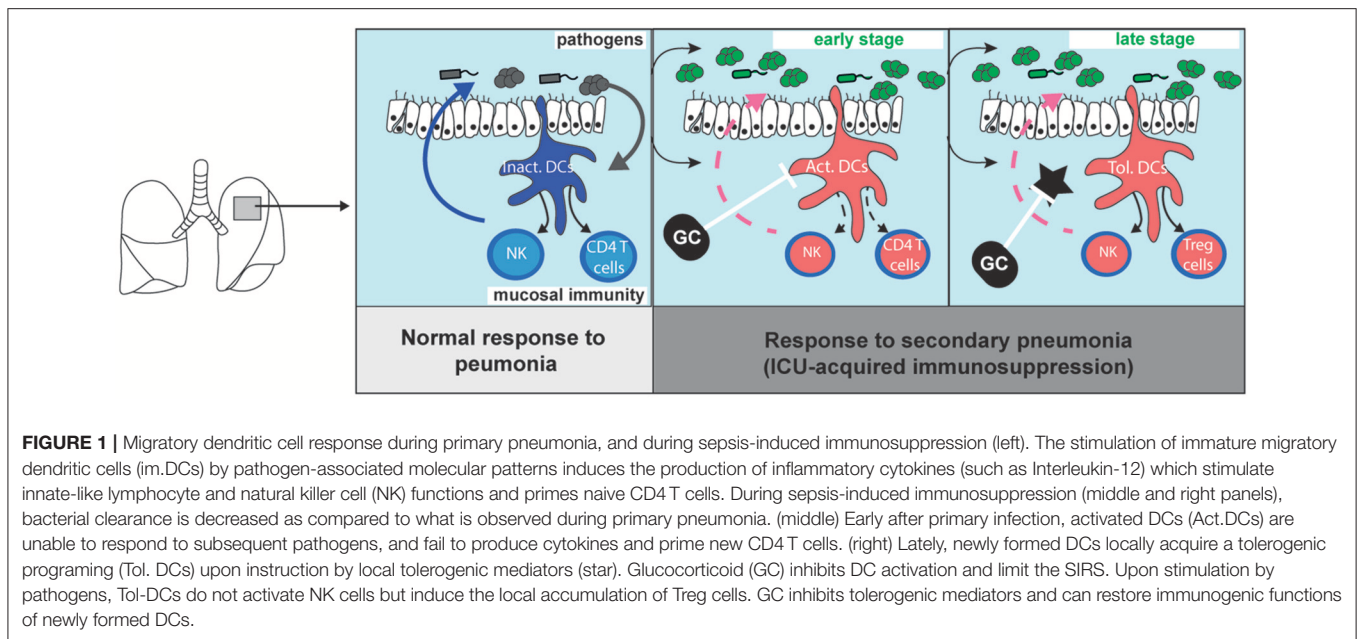 pathogens
early stage
late stage
Inact. DCs
Act. DCs
Tol. DCs
GC
GC
NK
CD4 T
cells
NK
CD4 T
cells
NK
Treg
cells
mucosal immunity
Normal response to
peumonia
Response to secondary pneumonia
(ICU-acquired immunosuppression)
FIGURE 1 | Migratory dendritic cell response during primary pneumonia, and during sepsis-induced immunosuppression (left). The stimulation of immature migratory
dendritic cells (im.DCs) by pathogen-associated molecular patterns induces the production of inflammatory cytokines (such as Interleukin-12) which stimulate
innate-like lymphocyte and natural killer cell (NK) functions and primes naive CD4 T cells. During sepsis-induced immunosuppression (middle and right panels),
bacterial clearance is decreased as compared to what is observed during primary pneumonia. (middle) Early after primary infection, activated DCs (Act.DCs) are
unable to respond to subsequent pathogens, and fail to produce cytokines and prime new CD4 T cells. (right) Lately, newly formed DCs locally acquire a tolerogenic
programing (Tol. DCs) upon instruction by local tolerogenic mediators (star). Glucocorticoid (GC) inhibits DC activation and limit the SIRS. Upon stimulation by
pathogens, Tol-DCs do not activate NK cells but induce the local accumulation of Treg cells. GC inhibits tolerogenic mediators and can restore immunogenic functions
of newly formed DCs.